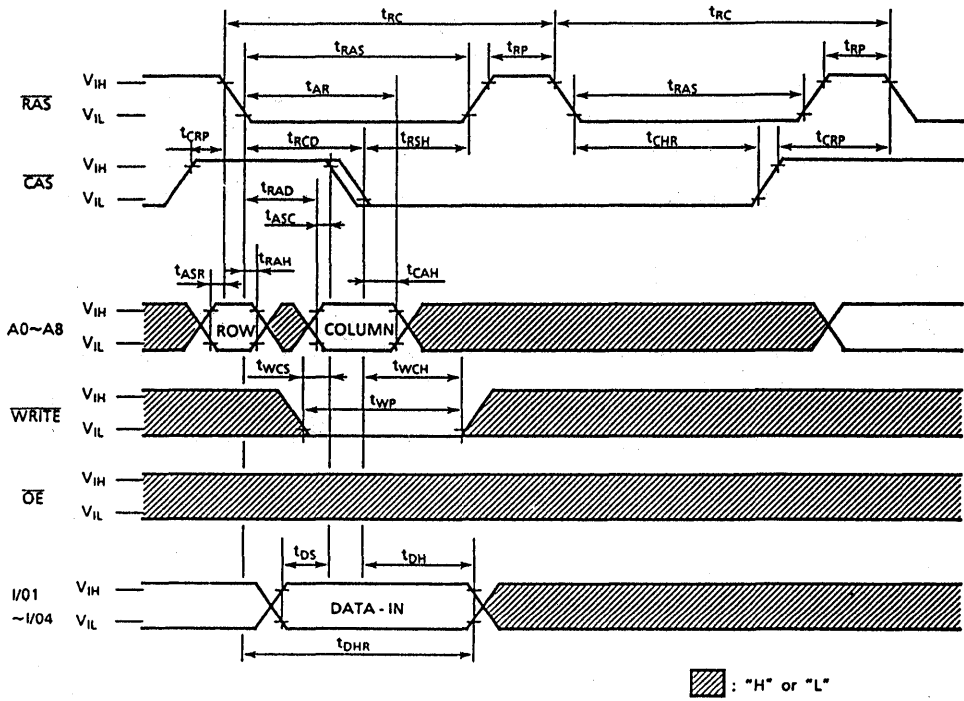 tRC tRC
tRAS tRP tRP
tAR tRAS
RAS VIH
VIL
tCRP tRCD tRSH tCHR tCRP
CAS VIH
VIL
tRAD
tASC
tASR tRAH tCAH
A0~A8 VIH
VIL
ROW COLUMN
tWCS tWCH
tWP
WRITE VIH
VIL
OE VIH
VIL
tDS tDH
I/01 ~I/04 VIH
VIL
DATA - IN
tDHR
: "H" or "L"